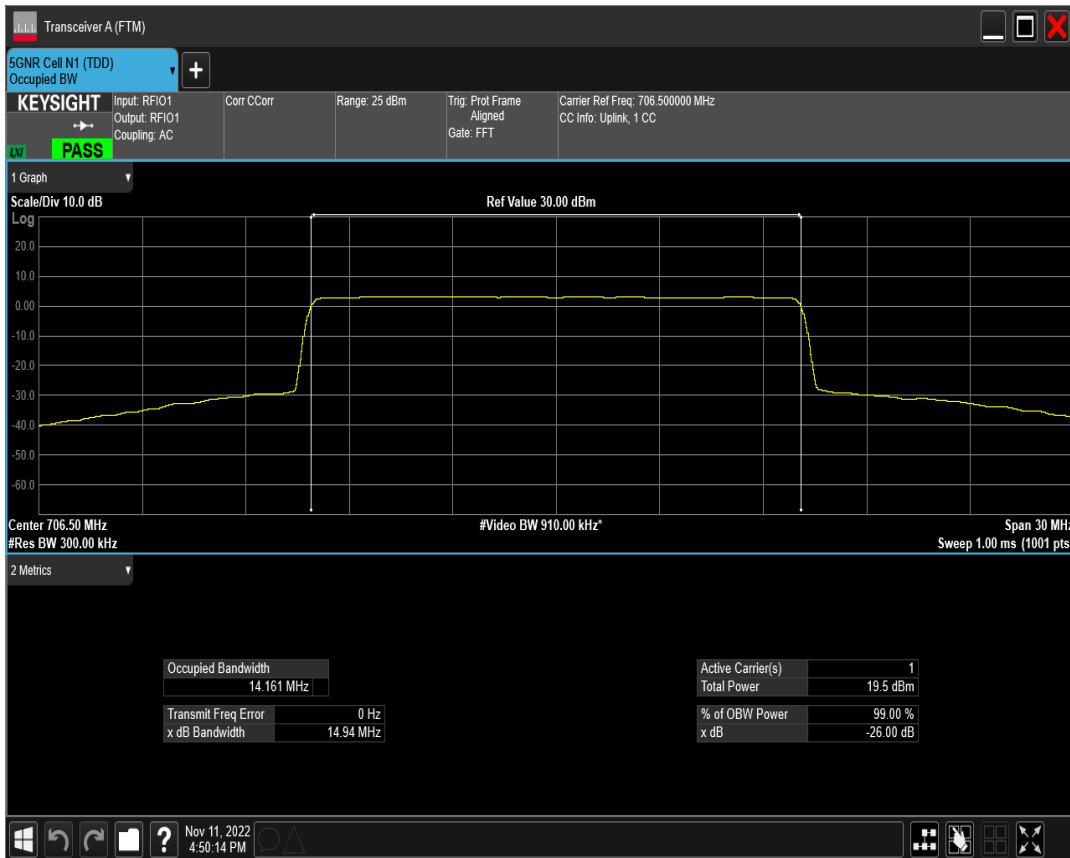 Transceiver A (FTM)
5GNR Cell N1 (TDD)
Occupied BW
+
KEYSIGHT
LXI
PASS
Input: RFIO1
Output: RFIO1
Coupling: AC
Corr CCorr
Range: 25 dBm
Trig: Prot Frame
Aligned
Gate: FFT
Carrier Ref Freq: 706.500000 MHz
CC Info: Uplink, 1 CC
1 Graph
Scale/Div 10.0 dB
Ref Value 30.00 dBm
Log
20.0
10.0
0.00
-10.0
-20.0
-30.0
-40.0
-50.0
-60.0
Center 706.50 MHz
#Video BW 910.00 kHz*
Span 30 MHz
#Res BW 300.00 kHz
Sweep 1.00 ms (1001 pts
2 Metrics
Occupied Bandwidth
14.161 MHz
Transmit Freq Error 0 Hz
x dB Bandwidth 14.94 MHz
Active Carrier(s) 1
Total Power 19.5 dBm
% of OBW Power 99.00 %
x dB -26.00 dB
?
Nov 11, 2022
4:50:14 PM